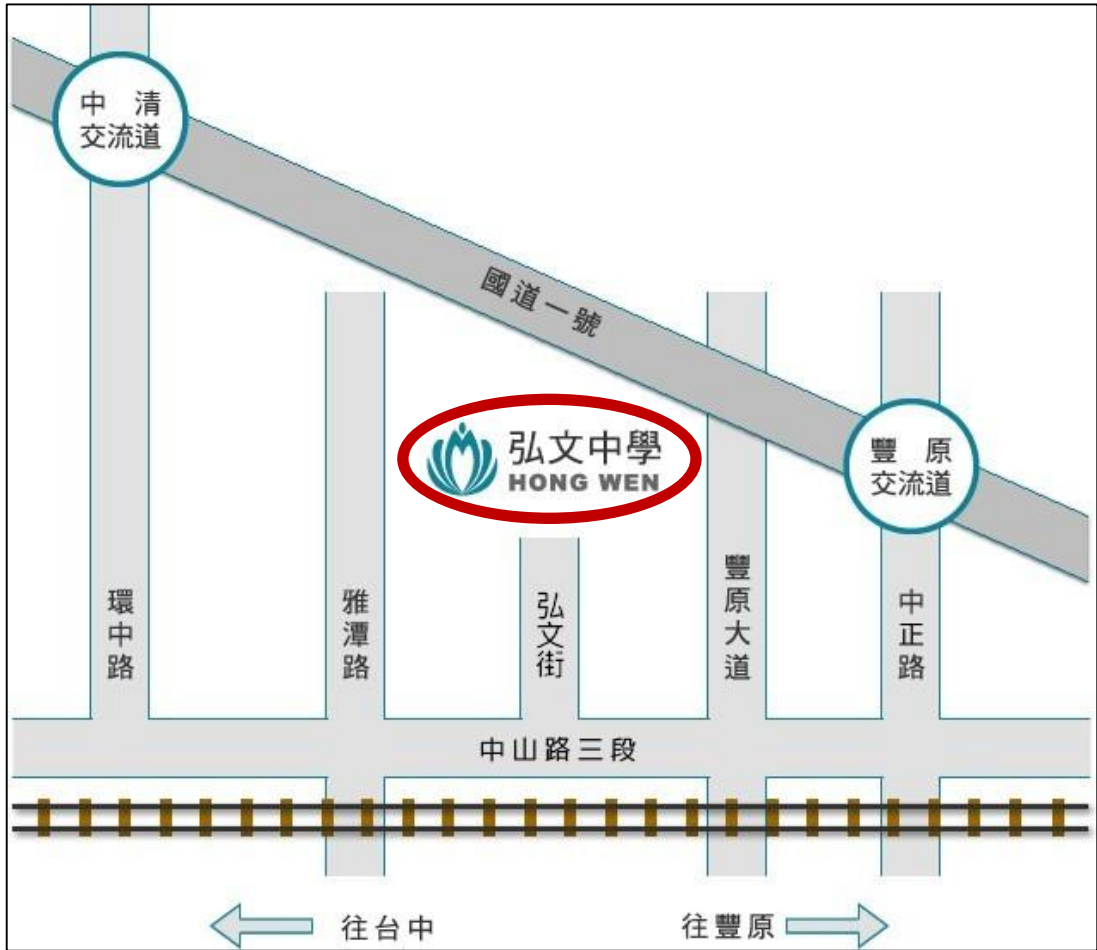 中 清
交流道
國道一號
弘文中學
HONG WEN
豐 原
交流道
環中路
雅潭路
弘文街
豐原大道
中正路
中山路三段
往台中
往豐原